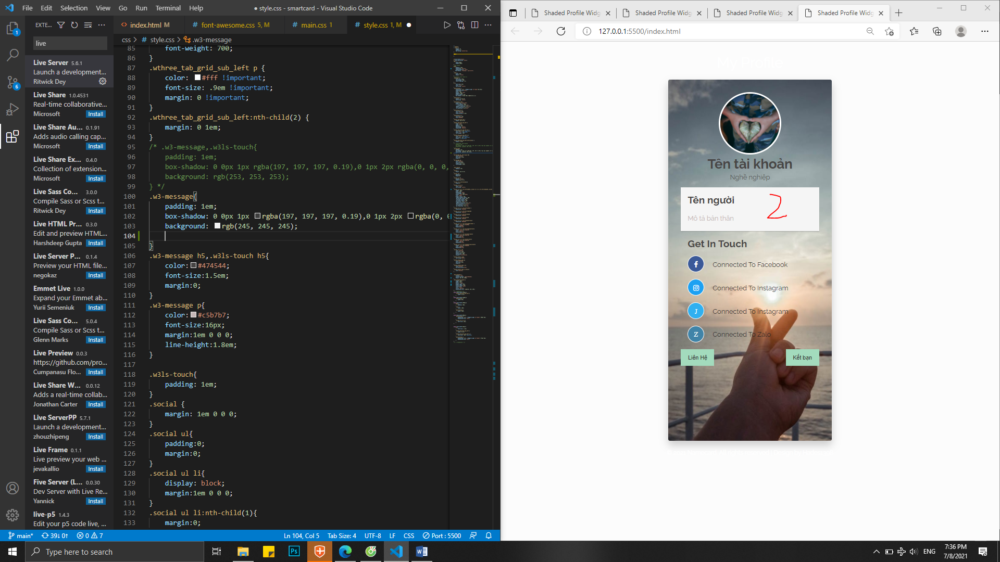 File Edit Selection View Go Run Terminal Help
● style.css - smartcard - Visual Studio Code
EXTE...
live
Live Server 5.6.1
Launch a development...
Ritwick Dey
Live Share 1.0.4531
Real-time collaborative...
Microsoft Install
Live Share Au... 0.1.91
Adds audio calling cap...
Microsoft Install
Live Share Ex... 0.4.0
Collection of extension...
Microsoft Install
Live Sass Co... 3.0.0
Compile Sass or Scss t...
Ritwick Dey Install
Live HTML Pr... 0.3.0
Edit and preview HTML...
Harshdeep Gupta Install
Live Server P... 0.1.4
Preview your HTML file...
negokaz Install
Emmet Live 1.0.0
Expand your Emmet ab...
Yurii Semeniuk Install
Live Sass Co... 5.0.4
Compile Sass or Scss t...
Glenn Marks Install
Live Preview 0.0.3
https://github.com/pro...
Cumpanasu Flo... Install
Live Share W... 0.0.12
Adds a real-time collab...
Jonathan Carter Install
Live ServerPP 5.7.1
Launch a development...
zhouzhipeng Install
Live Frame 0.1.1
Live preview your web ...
jevakallio Install
Five Server (L... 0.0.30
Dev Server with Live Re...
Yannick Install
live-p5 1.4.3
Edit your p5 code live, ...
index.html M
font-awesome.css 5, M
main.css 1
style.css 1, M
css > style.css > .w3-message
85 font-weight: 700;
86 }
87 .wthree_tab_grid_sub_left p {
88 color: #fff !important;
89 font-size: .9em !important;
90 margin: 0 !important;
91 }
92 .wthree_tab_grid_sub_left:nth-child(2) {
93 margin: 0 1em;
94 }
95 /* .w3-message,.w3ls-touch{
96 padding: 1em;
97 box-shadow: 0 0px 1px rgba(197, 197, 197, 0.19),0 1px 2px rgba(0, 0, 0,
98 background: rgb(253, 253, 253);
99 } */
100 .w3-message{
101 padding: 1em;
102 box-shadow: 0 0px 1px rgba(197, 197, 197, 0.19),0 1px 2px rgba(0, 0, 0
103 background: rgb(245, 245, 245);
104
105 }
106 .w3-message h5,.w3ls-touch h5{
107 color:#474544;
108 font-size:1.5em;
109 margin:0;
110 }
111 .w3-message p{
112 color:#c5b7b7;
113 font-size:16px;
114 margin:1em 0 0 0;
115 line-height:1.8em;
116 }
117
118 .w3ls-touch{
119 padding: 1em;
120 }
121 .social {
122 margin: 1em 0 0 0;
123 }
124 .social ul{
125 padding:0;
126 margin:0;
127 }
128 .social ul li{
129 display: block;
130 margin:1em 0 0 0;
131 }
132 .social ul li:nth-child(1){
133 margin:0;
main* 39↓ 0↑ 0 7
Ln 104, Col 5 Tab Size: 4 UTF-8 LF CSS Port : 5500
Shaded Profile Widg
Shaded Profile Widg
Shaded Profile Widg
Shaded Profile Widg
127.0.0.1:5500/index.html
My Profile
Tên tài khoản
Nghề nghiệp
Tên người
2
Mô tả bản thân
Get In Touch
Connected To Facebook
Connected To Instagram
J Connected To Instagram
Z Connected To Zalo
Liên Hệ Kết bạn
Type here to search
ENG
7:36 PM
7/8/2021